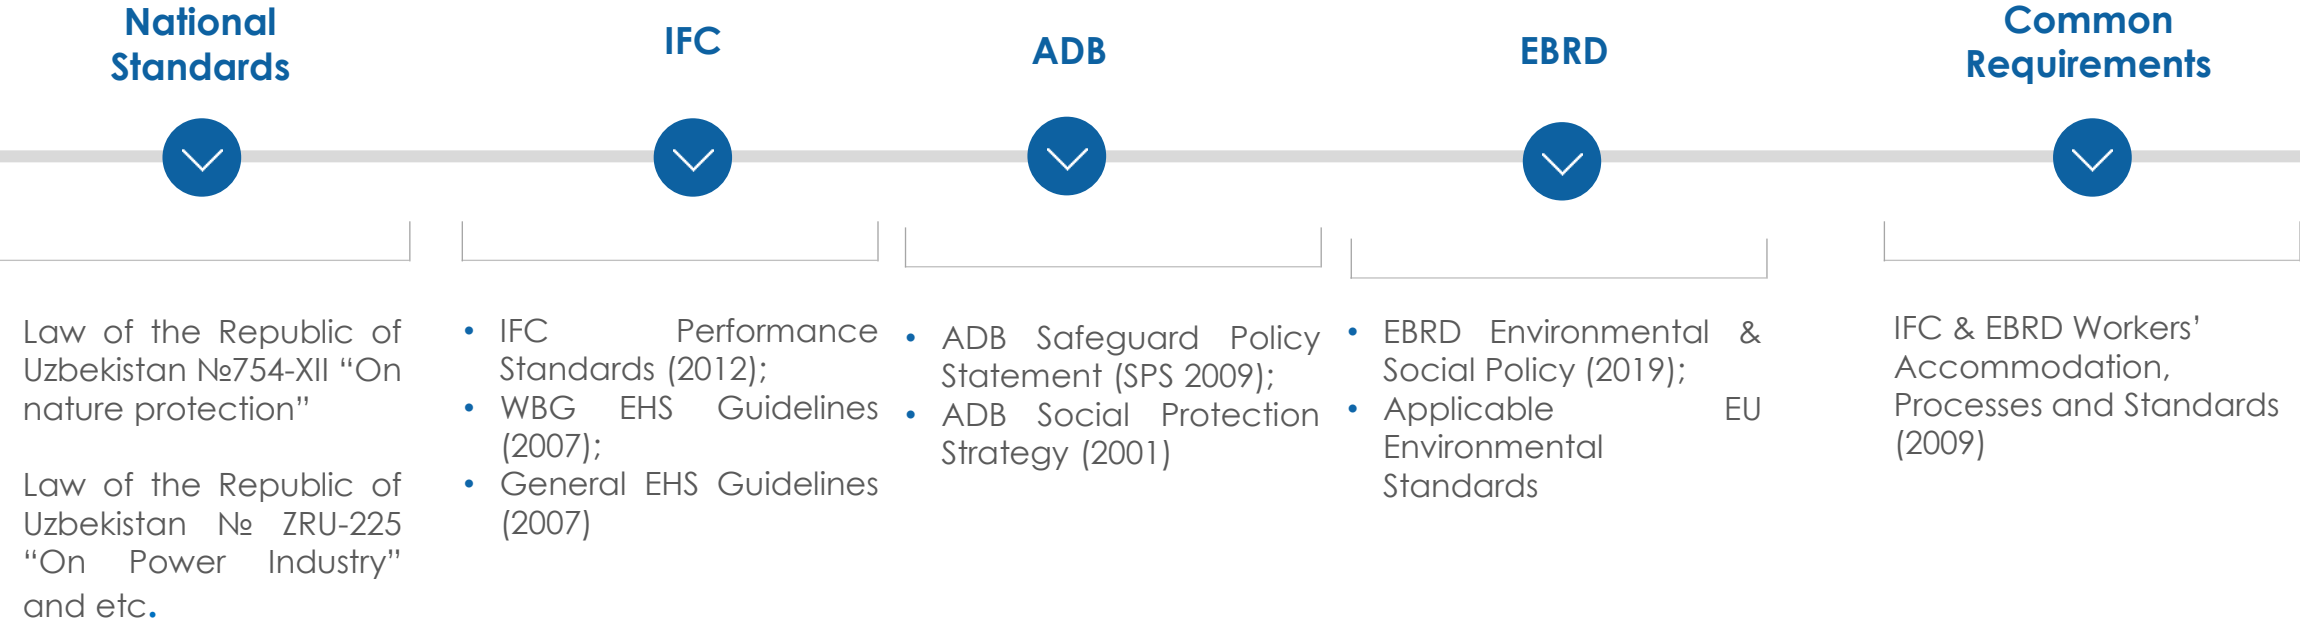 National
Standards
IFC
ADB
EBRD
Common
Requirements
Law of the Republic of
Uzbekistan №754-XII “On
nature protection”
Law of the Republic of
Uzbekistan № ZRU-225
“On Power Industry”
and etc.
• IFC Performance
Standards (2012);
• WBG EHS Guidelines
(2007);
• General EHS Guidelines
(2007)
• ADB Safeguard Policy
Statement (SPS 2009);
• ADB Social Protection
Strategy (2001)
• EBRD Environmental &
Social Policy (2019);
• Applicable EU
Environmental
Standards
IFC & EBRD Workers’
Accommodation,
Processes and Standards
(2009)